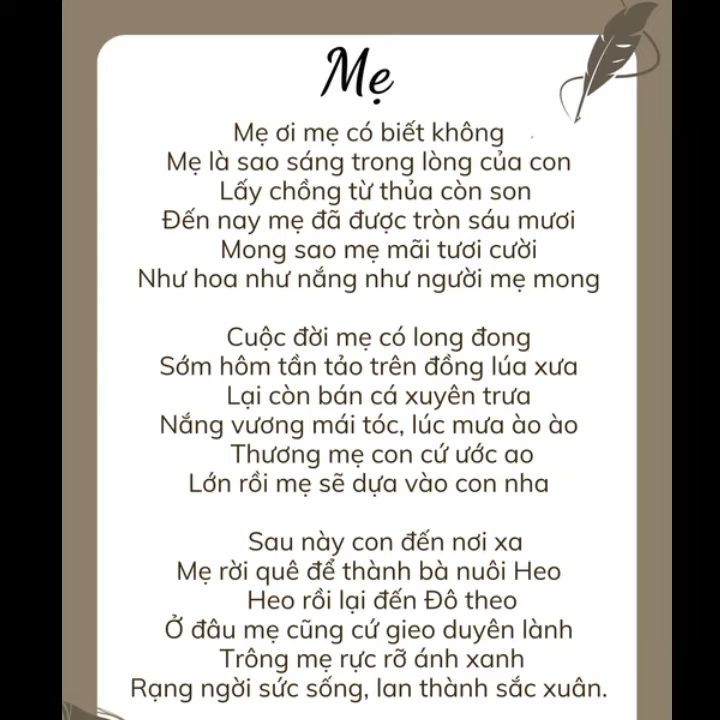 Mẹ
Mẹ ơi mẹ có biết không
Mẹ là sao sáng trong lòng của con
Lấy chồng từ thủa còn son
Đến nay mẹ đã được tròn sáu mươi
Mong sao mẹ mãi tươi cười
Như hoa như nắng như người mẹ mong
Cuộc đời mẹ có long đong
Sớm hôm tần tảo trên đồng lúa xưa
Lại còn bán cá xuyên trưa
Nắng vương mái tóc, lúc mưa ào ào
Thương mẹ con cứ ước ao
Lớn rồi mẹ sẽ dựa vào con nha
Sau này con đến nơi xa
Mẹ rời quê để thành bà nuôi Heo
Heo rồi lại đến Đô theo
Ở đâu mẹ cũng cứ gieo duyên lành
Trông mẹ rực rỡ ánh xanh
Rạng ngời sức sống, lan thành sắc xuân.